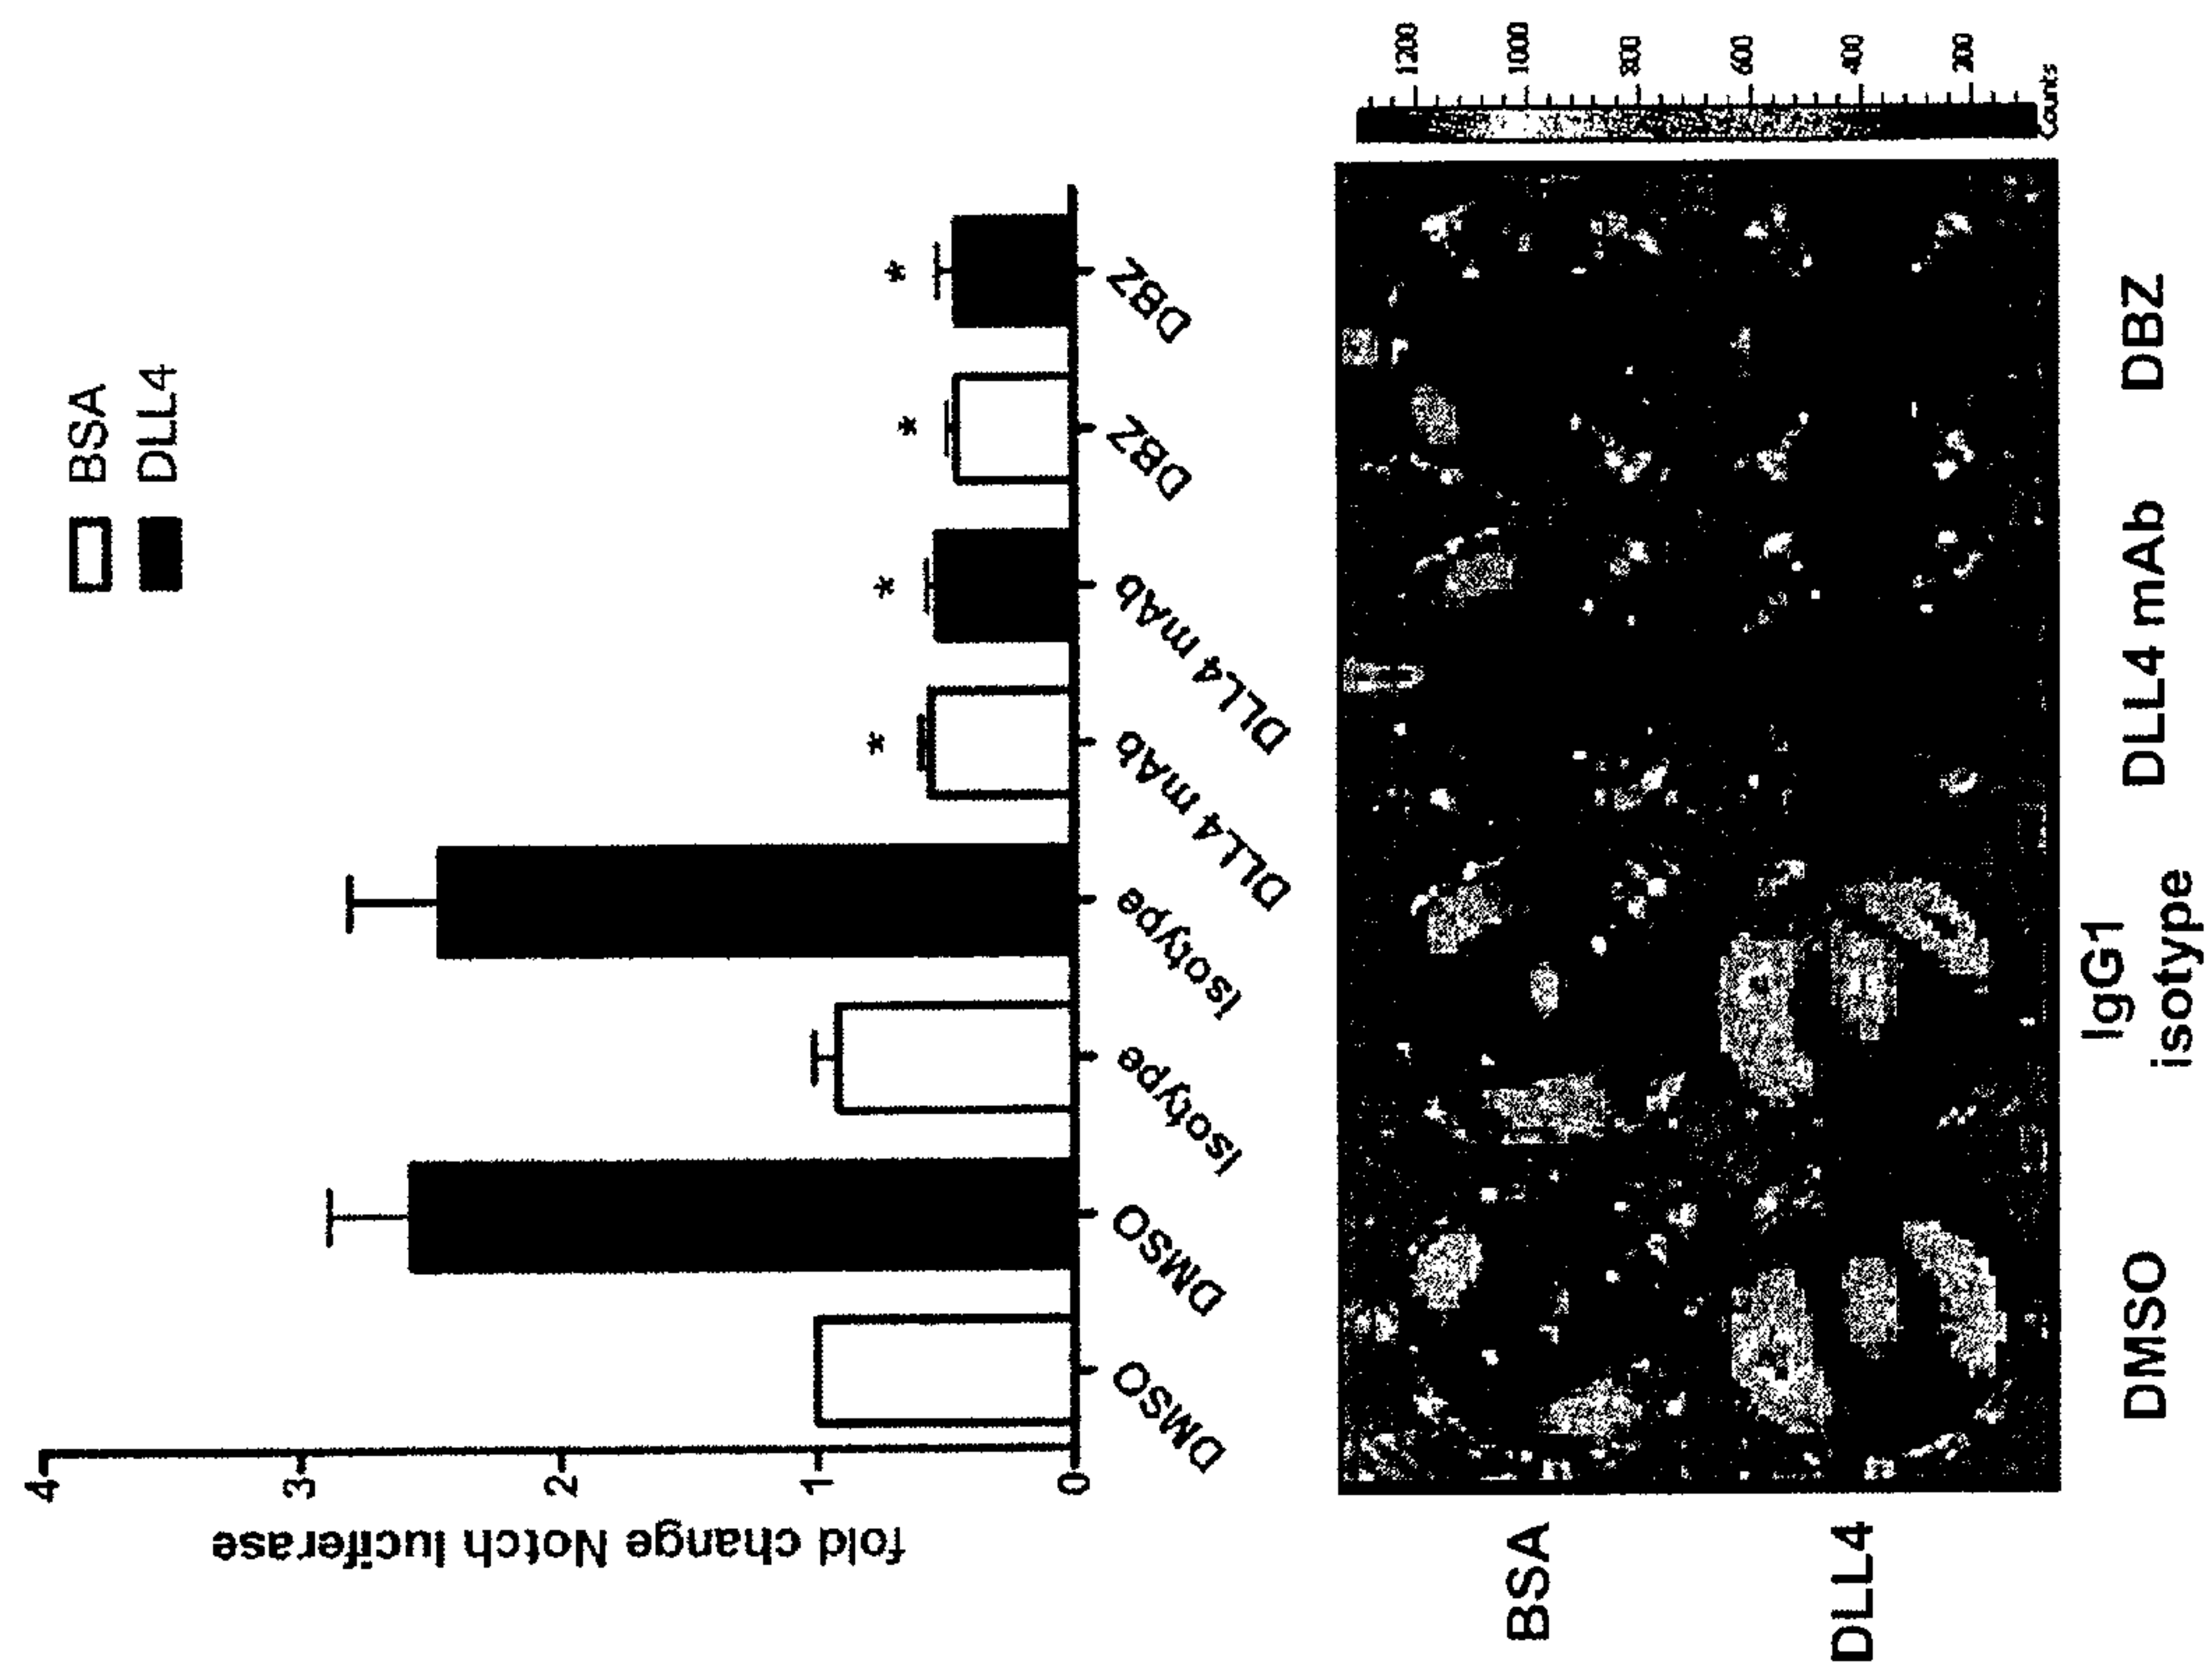 BSA
DLL4
fold change Notch luciferase
4
3
2
1
0
DMSO
DMSO
Isotype
Isotype
DLL4 mAb
DLL4 mAb
DBZ
DBZ
*
*
*
*
BSA
DLL4
DMSO
IgG1
isotype
DLL4 mAb
DBZ
1200
1000
800
600
400
200
Counts